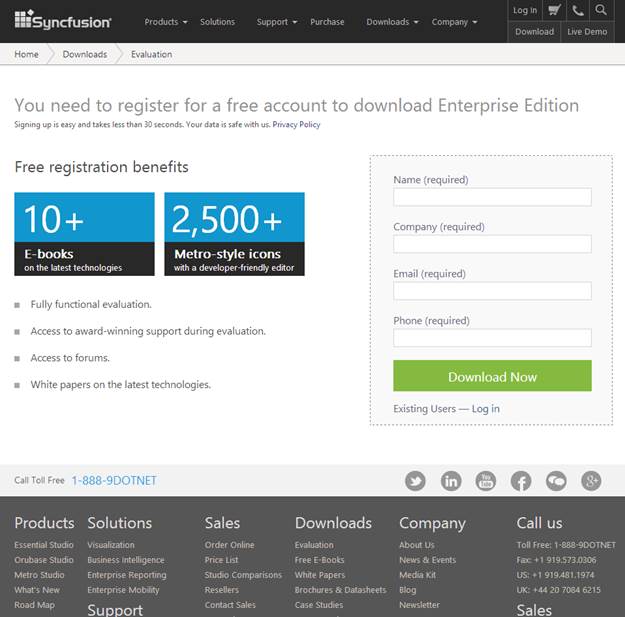 Syncfusion
Products Solutions Support Purchase Downloads Company
Log In
Download Live Demo
Home Downloads Evaluation
You need to register for a free account to download Enterprise Edition
Signing up is easy and takes less than 30 seconds. Your data is safe with us. Privacy Policy
Free registration benefits
10+
E-books
on the latest technologies
2,500+
Metro-style icons
with a developer-friendly editor
Fully functional evaluation.
Access to award-winning support during evaluation.
Access to forums.
White papers on the latest technologies.
Name (required)
Company (required)
Email (required)
Phone (required)
Download Now
Existing Users — Log in
Call Toll Free 1-888-9DOTNET
You Tube
Products
Essential Studio
Orubase Studio
Metro Studio
What's New
Road Map
Solutions
Visualization
Business Intelligence
Enterprise Reporting
Enterprise Mobility
Support
Sales
Order Online
Price List
Studio Comparisons
Resellers
Contact Sales
Downloads
Evaluation
Free E-Books
White Papers
Brochures & Datasheets
Case Studies
Company
About Us
News & Events
Media Kit
Blog
Newsletter
Call us
Toll Free: 1-888-9DOTNET
Fax: +1 919.573.0306
US: +1 919.481.1974
UK: +44 20 7084 6215
Sales